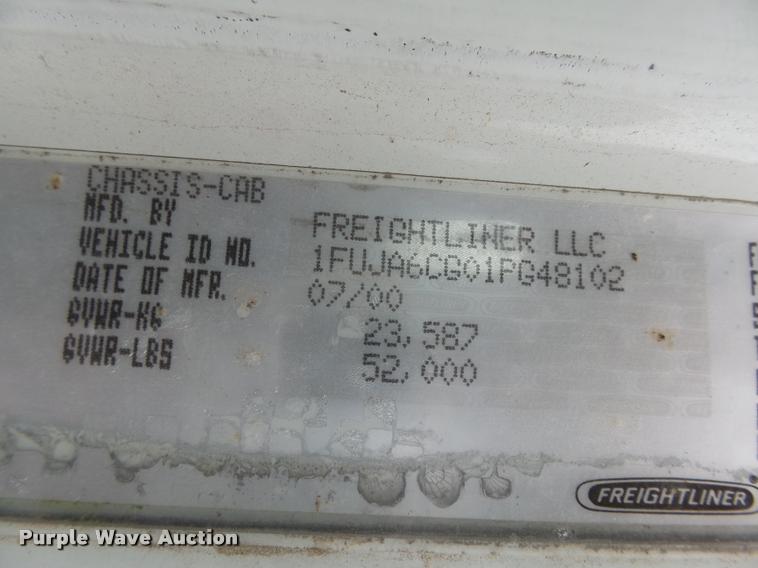 CHASSIS-CAB
MFD. BY FREIGHTLINER LLC
VEHICLE ID NO. 1FUJA6CG01PG48102
DATE OF MFR. 07/00
GVWR-KG 23,587
GVWR-LBS 52,000
FREIGHTLINER
Purple Wave Auction